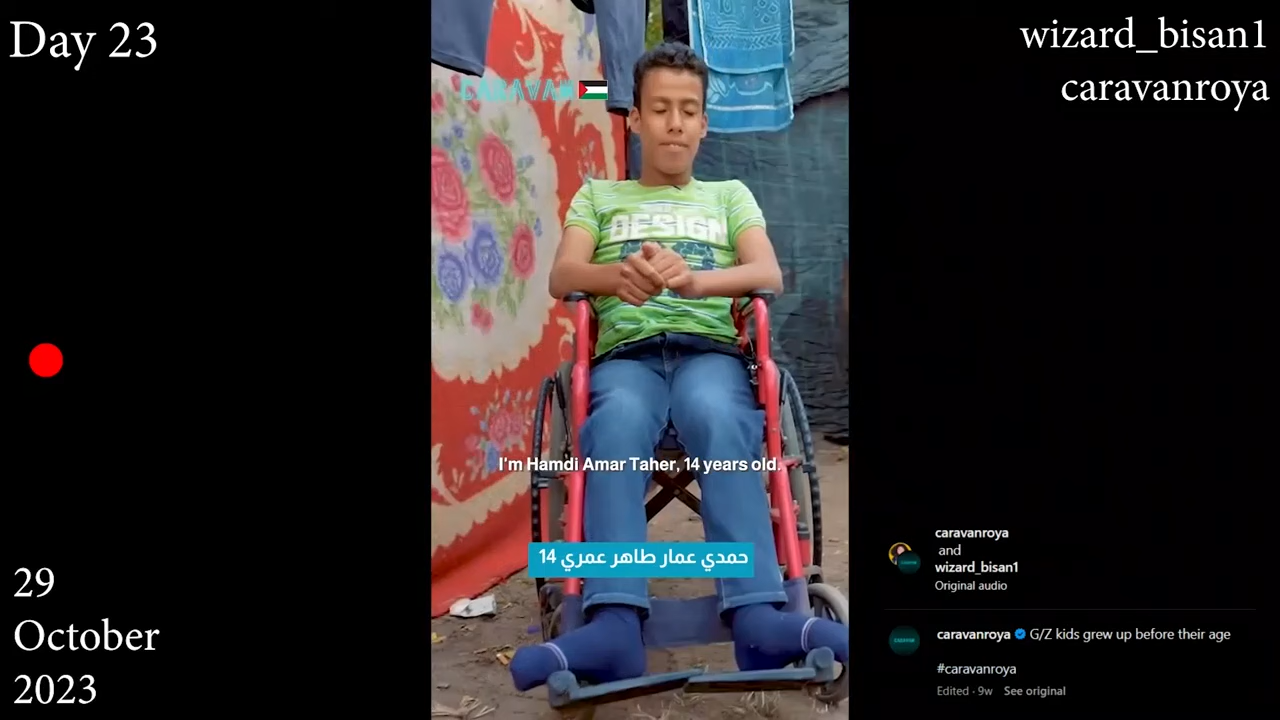 Day 23
wizard_bisan1
caravanroya
CARAVAN
DESIGN
I'm Hamdi Amar Taher, 14 years old.
حمدي عمار طاهر عمري 14
29
October
2023
caravanroya
and
wizard_bisan1
Original audio
caravanroya G/Z kids grew up before their age
#caravanroya
Edited · 9w See original